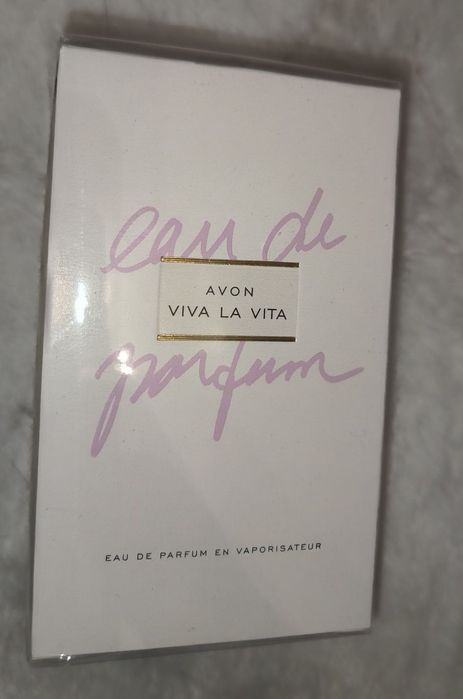 eau de
AVON
VIVA LA VITA
parfum
EAU DE PARFUM EN VAPORISATEUR